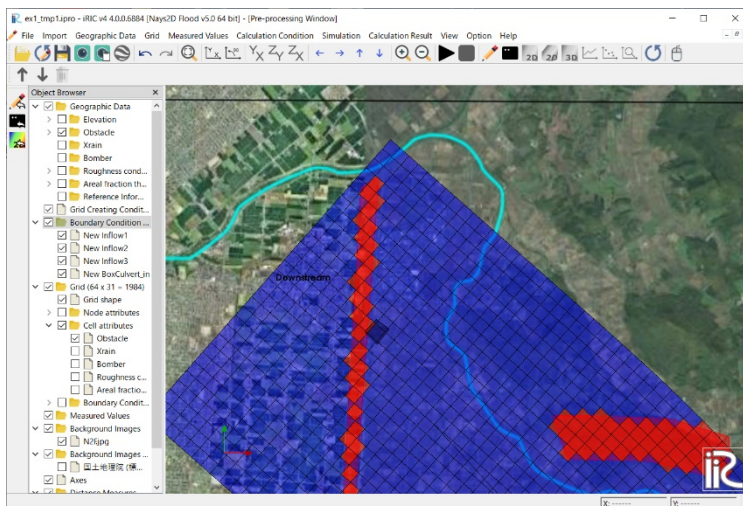 ex1_tmp1.ipro - iRIC v4 4.0.0.6884 [Nays2D Flood v5.0 64 bit] - [Pre-processing Window]
File Import Geographic Data Grid Measured Values Calculation Condition Simulation Calculation Result View Option Help
Object Browser
Geographic Data
Elevation
Obstacle
Xrain
Bomber
Roughness cond...
Areal fraction th...
Reference Infor...
Grid Creating Condit...
Boundary Condition ...
New Inflow1
New Inflow2
New Inflow3
New BoxCulvert_in
Grid (64 x 31 = 1984)
Grid shape
Node attributes
Cell attributes
Obstacle
Xrain
Bomber
Roughness c...
Areal fractio...
Boundary Condit...
Measured Values
Background Images
Background Images ...
国土地理院 (標...
Axes
Distance Measures
Downstream
iR
X: ------ Y: ------